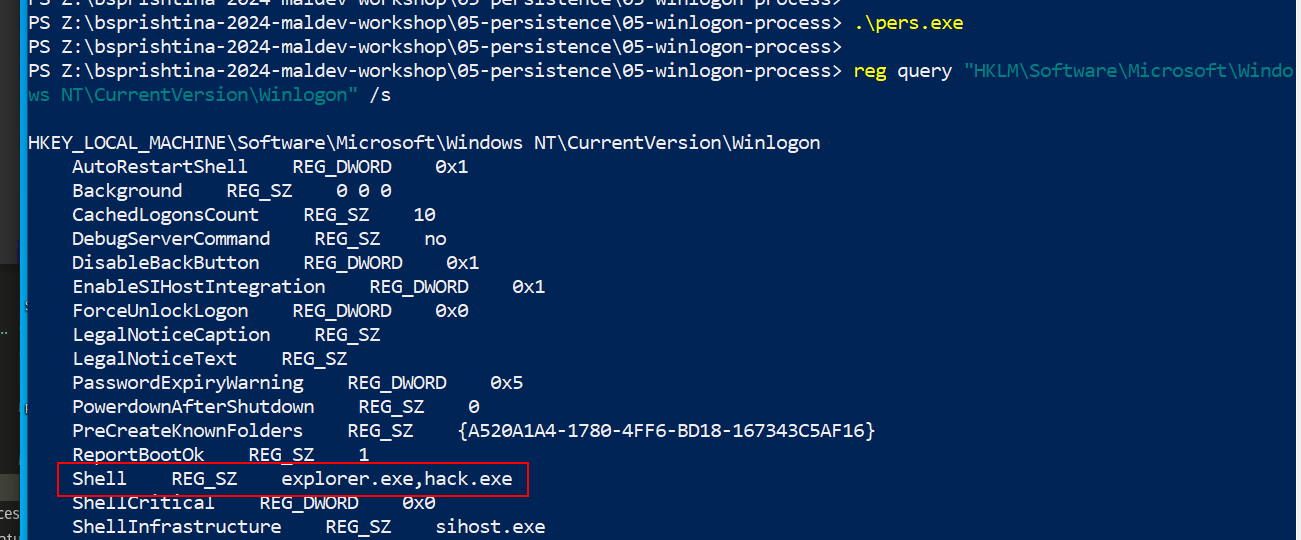 PS Z:\bsprishtina-2024-maldev-workshop\05-persistence\05-winlogon-process>
PS Z:\bsprishtina-2024-maldev-workshop\05-persistence\05-winlogon-process> .\pers.exe
PS Z:\bsprishtina-2024-maldev-workshop\05-persistence\05-winlogon-process>
PS Z:\bsprishtina-2024-maldev-workshop\05-persistence\05-winlogon-process> reg query "HKLM\Software\Microsoft\Windo
ws NT\CurrentVersion\Winlogon" /s
HKEY_LOCAL_MACHINE\Software\Microsoft\Windows NT\CurrentVersion\Winlogon
AutoRestartShell    REG_DWORD    0x1
Background    REG_SZ    0 0 0
CachedLogonsCount    REG_SZ    10
DebugServerCommand    REG_SZ    no
DisableBackButton    REG_DWORD    0x1
EnableSIHostIntegration    REG_DWORD    0x1
ForceUnlockLogon    REG_DWORD    0x0
LegalNoticeCaption    REG_SZ
LegalNoticeText    REG_SZ
PasswordExpiryWarning    REG_DWORD    0x5
PowerdownAfterShutdown    REG_SZ    0
PreCreateKnownFolders    REG_SZ    {A520A1A4-1780-4FF6-BD18-167343C5AF16}
ReportBootOk    REG_SZ    1
Shell    REG_SZ    explorer.exe,hack.exe
ShellCritical    REG_DWORD    0x0
ShellInfrastructure    REG_SZ    sihost.exe